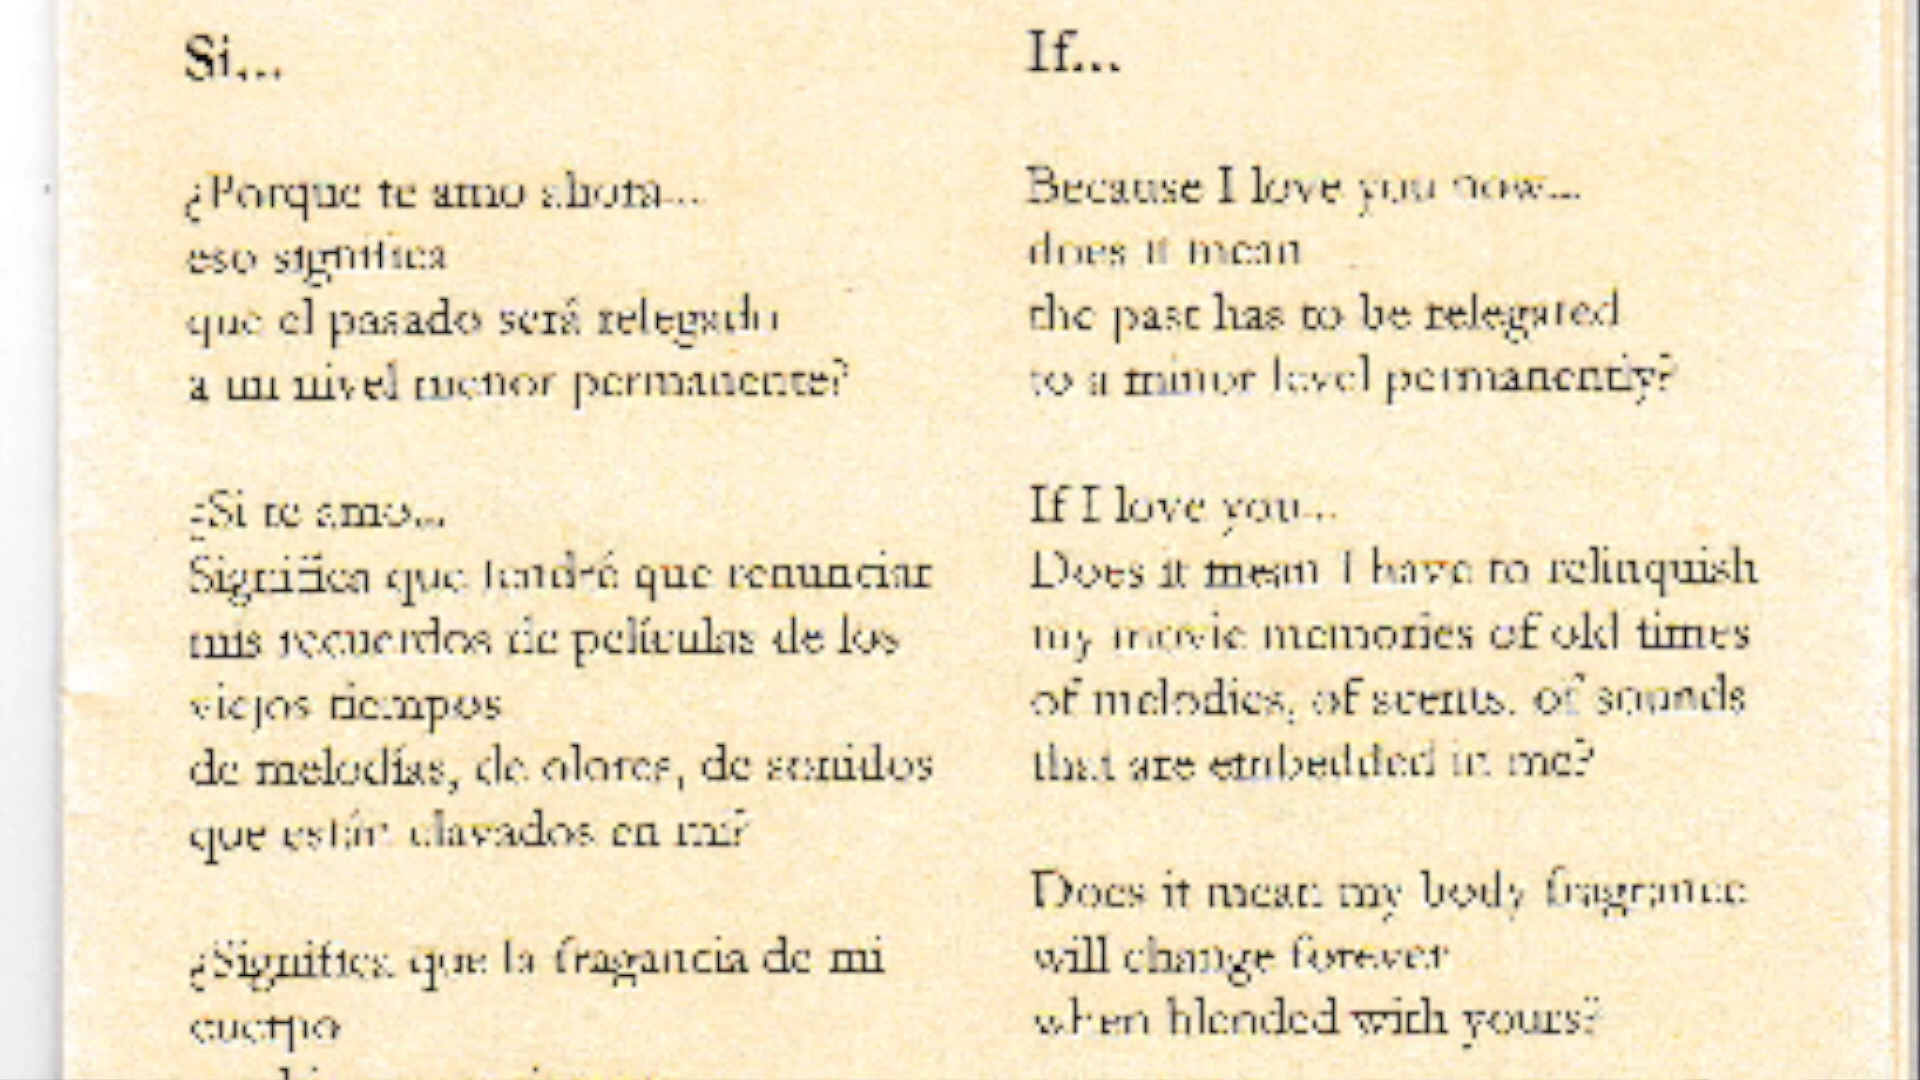 Si...
¿Porque te amo ahora...
eso significa
que el pasado será relegado
a un nivel menor permanente?
¿Si te amo...
Significa que tendré que renunciar
mis recuerdos de películas de los
viejos tiempos
de melodías, de olores, de sonidos
que están clavados en mi?
¿Significa que la fragancia de mi
cuerpo
If...
Because I love you now...
does it mean
the past has to be relegated
to a minor level permanently?
If I love you...
Does it mean I have to relinquish
my movie memories of old times
of melodies, of scents, of sounds
that are embedded in me?
Does it mean my body fragrance
will change forever
when blended with yours?